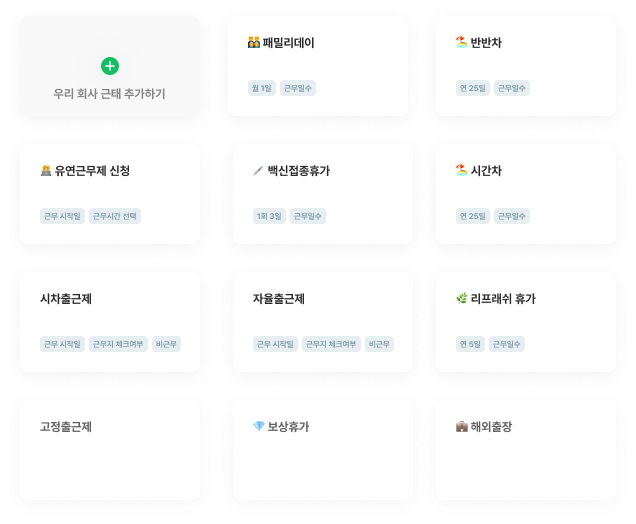 우리 회사 근태 추가하기
패밀리데이
월 1일 근무일수
반반차
연 25일 근무일수
유연근무제 신청
근무 시작일 근무시간 선택
백신접종휴가
1회 3일 근무일수
시간차
연 25일 근무일수
시차출근제
근무 시작일 근무지 체크여부 비근무
자율출근제
근무 시작일 근무지 체크여부 비근무
리프래쉬 휴가
연 5일 근무일수
고정출근제
보상휴가
해외출장